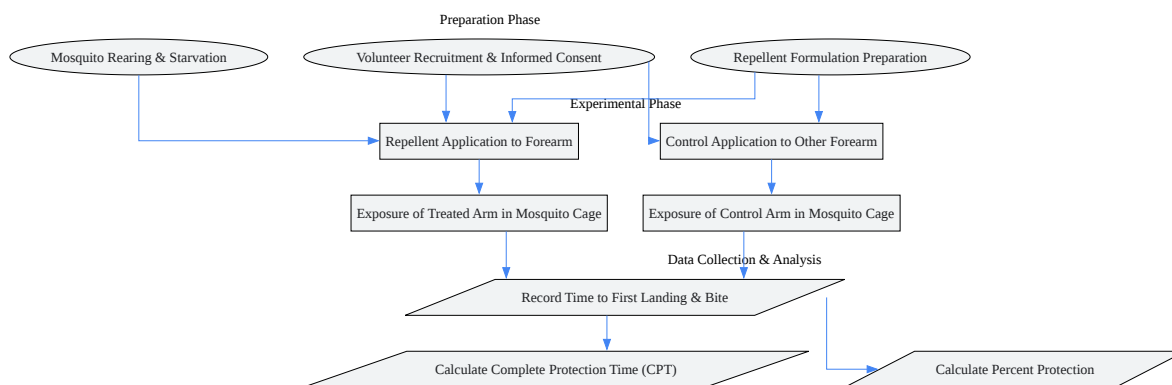 Preparation Phase
Mosquito Rearing & Starvation
Volunteer Recruitment & Informed Consent
Repellent Formulation Preparation
Experimental Phase
Repellent Application to Forearm
Control Application to Other Forearm
Exposure of Treated Arm in Mosquito Cage
Exposure of Control Arm in Mosquito Cage
Data Collection & Analysis
Record Time to First Landing & Bite
Calculate Complete Protection Time (CPT)
Calculate Percent Protection